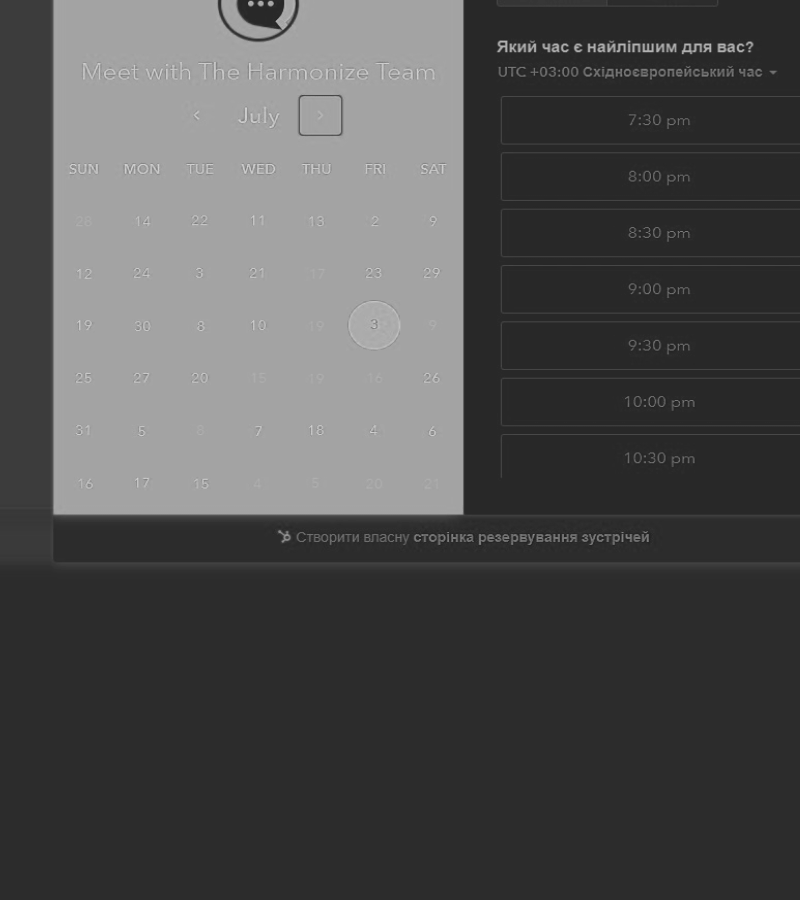 Meet with The Harmonize Team
July
SUN MON TUE WED THU FRI SAT
28 14 22 11 13 2 9
12 24 3 21 17 23 29
19 30 8 10 19 3 9
25 27 20 15 19 16 26
31 5 8 7 18 4 6
16 17 15 4 5 20 21
Який час є найліпшим для вас?
UTC +03:00 Східноєвропейський час
7:30 pm
8:00 pm
8:30 pm
9:00 pm
9:30 pm
10:00 pm
10:30 pm
Створити власну сторінка резервування зустрічей